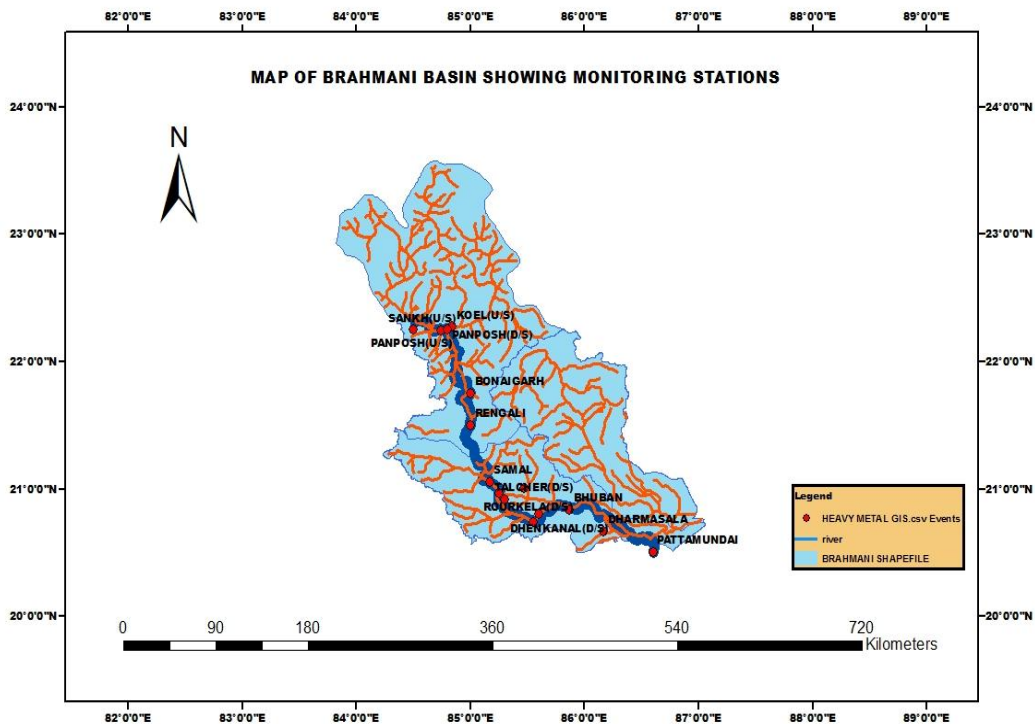 82°0'0"E 83°0'0"E 84°0'0"E 85°0'0"E 86°0'0"E 87°0'0"E 88°0'0"E 89°0'0"E
MAP OF BRAHMANI BASIN SHOWING MONITORING STATIONS
24°0'0"N 24°0'0"N
N
23°0'0"N 23°0'0"N
SANKH(U/S) KOEL(U/S)
PANPOSH(U/S) PANPOSH(D/S)
22°0'0"N 22°0'0"N
BONAIGARH
RENGALI
SAMAL
21°0'0"N 21°0'0"N
TALCHER(D/S)
ROURKELA(D/S) BHUBAN
DHENKANAL(D/S) DHARMASALA
PATTAMUNDAI
Legend
HEAVY METAL GIS.csv Events
river
BRAHMANI SHAPEFILE
20°0'0"N 20°0'0"N
0 90 180 360 540 720
Kilometers
82°0'0"E 83°0'0"E 84°0'0"E 85°0'0"E 86°0'0"E 87°0'0"E 88°0'0"E 89°0'0"E